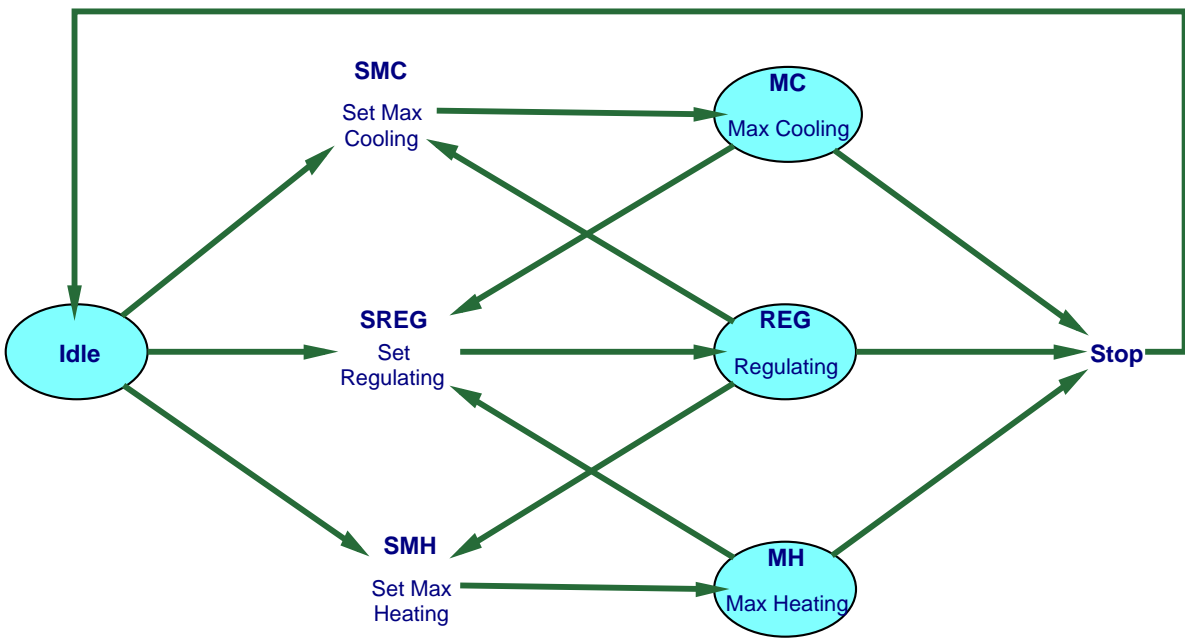 SMC
Set Max
Cooling
MC
Max Cooling
Idle
SREG
Set
Regulating
REG
Regulating
Stop
SMH
Set Max
Heating
MH
Max Heating